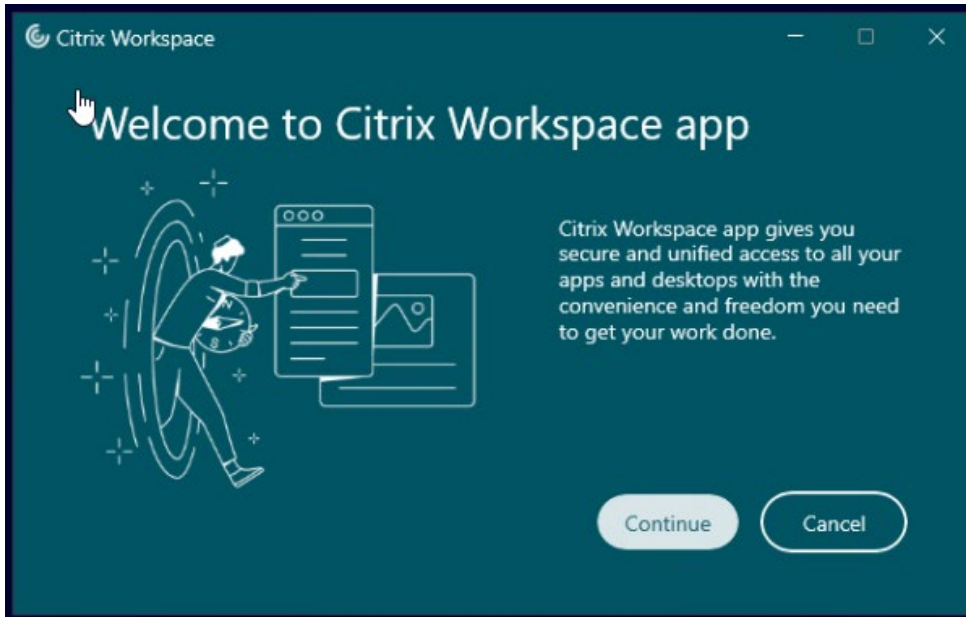 Citrix Workspace
Welcome to Citrix Workspace app
N
S
Citrix Workspace app gives you
secure and unified access to all your
apps and desktops with the
convenience and freedom you need
to get your work done.
Continue
Cancel